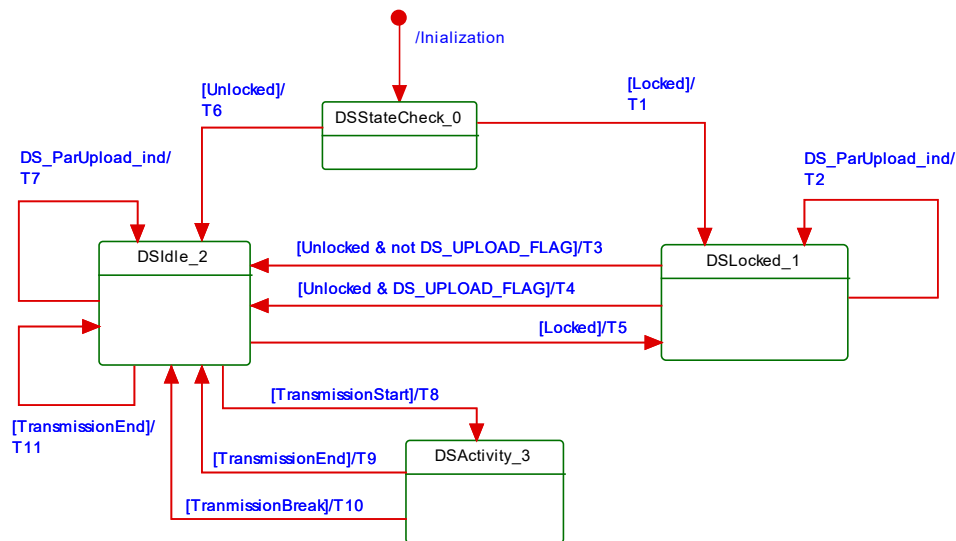 /Inialization
[Unlocked]/
T6
[Locked]/
T1
DSStateCheck_0
DS_ParUpload_ind/
T7
DS_ParUpload_ind/
T2
DSIdle_2
[Unlocked & not DS_UPLOAD_FLAG]/T3
DSLocked_1
[Unlocked & DS_UPLOAD_FLAG]/T4
[Locked]/T5
[TransmissionStart]/T8
[TransmissionEnd]/
T11
[TransmissionEnd]/T9
DSActivity_3
[TranmissionBreak]/T10